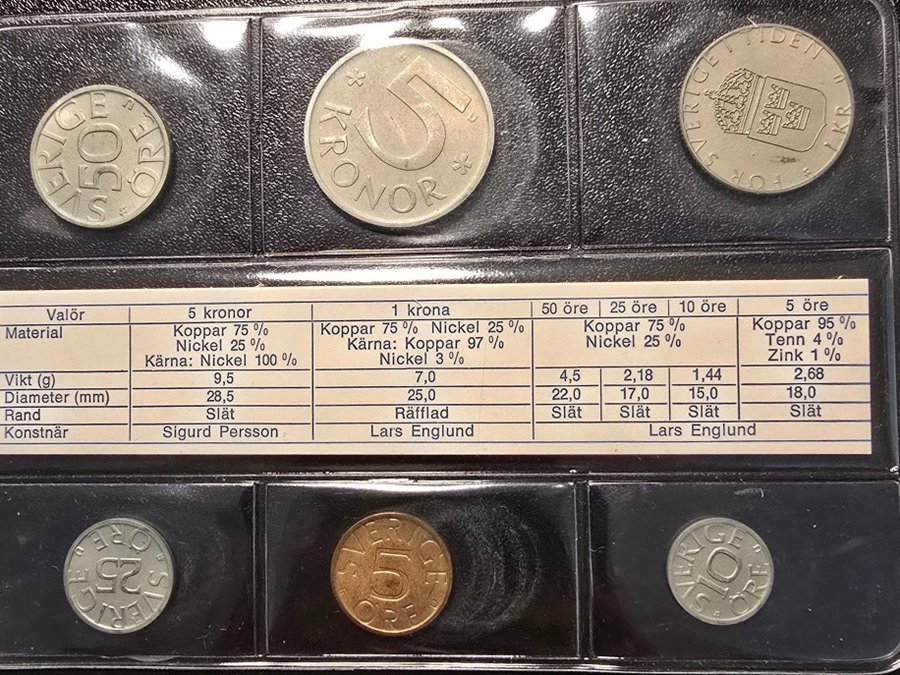 SVERIGE 50 ÖRE U
5 KRONOR U
SVERIGE I TIDEN U 1 KR FÖR
Valör 5 kronor 1 krona 50 öre 25 öre 10 öre 5 öre
Material Koppar 75 % Koppar 75 % Nickel 25 % Koppar 75 % Koppar 95 %
Nickel 25 % Kärna: Koppar 97 % Nickel 25 % Tenn 4 %
Kärna: Nickel 100 % Nickel 3 % Zink 1 %
Vikt (g) 9,5 7,0 4,5 2,18 1,44 2,68
Diameter (mm) 28,5 25,0 22,0 17,0 15,0 18,0
Rand Slät Räfflad Slät Slät Slät Slät
Konstnär Sigurd Persson Lars Englund Lars Englund
SVERIGE 25 ÖRE
SVERIGE 5 ÖRE
SVERIGE 10 ÖRE